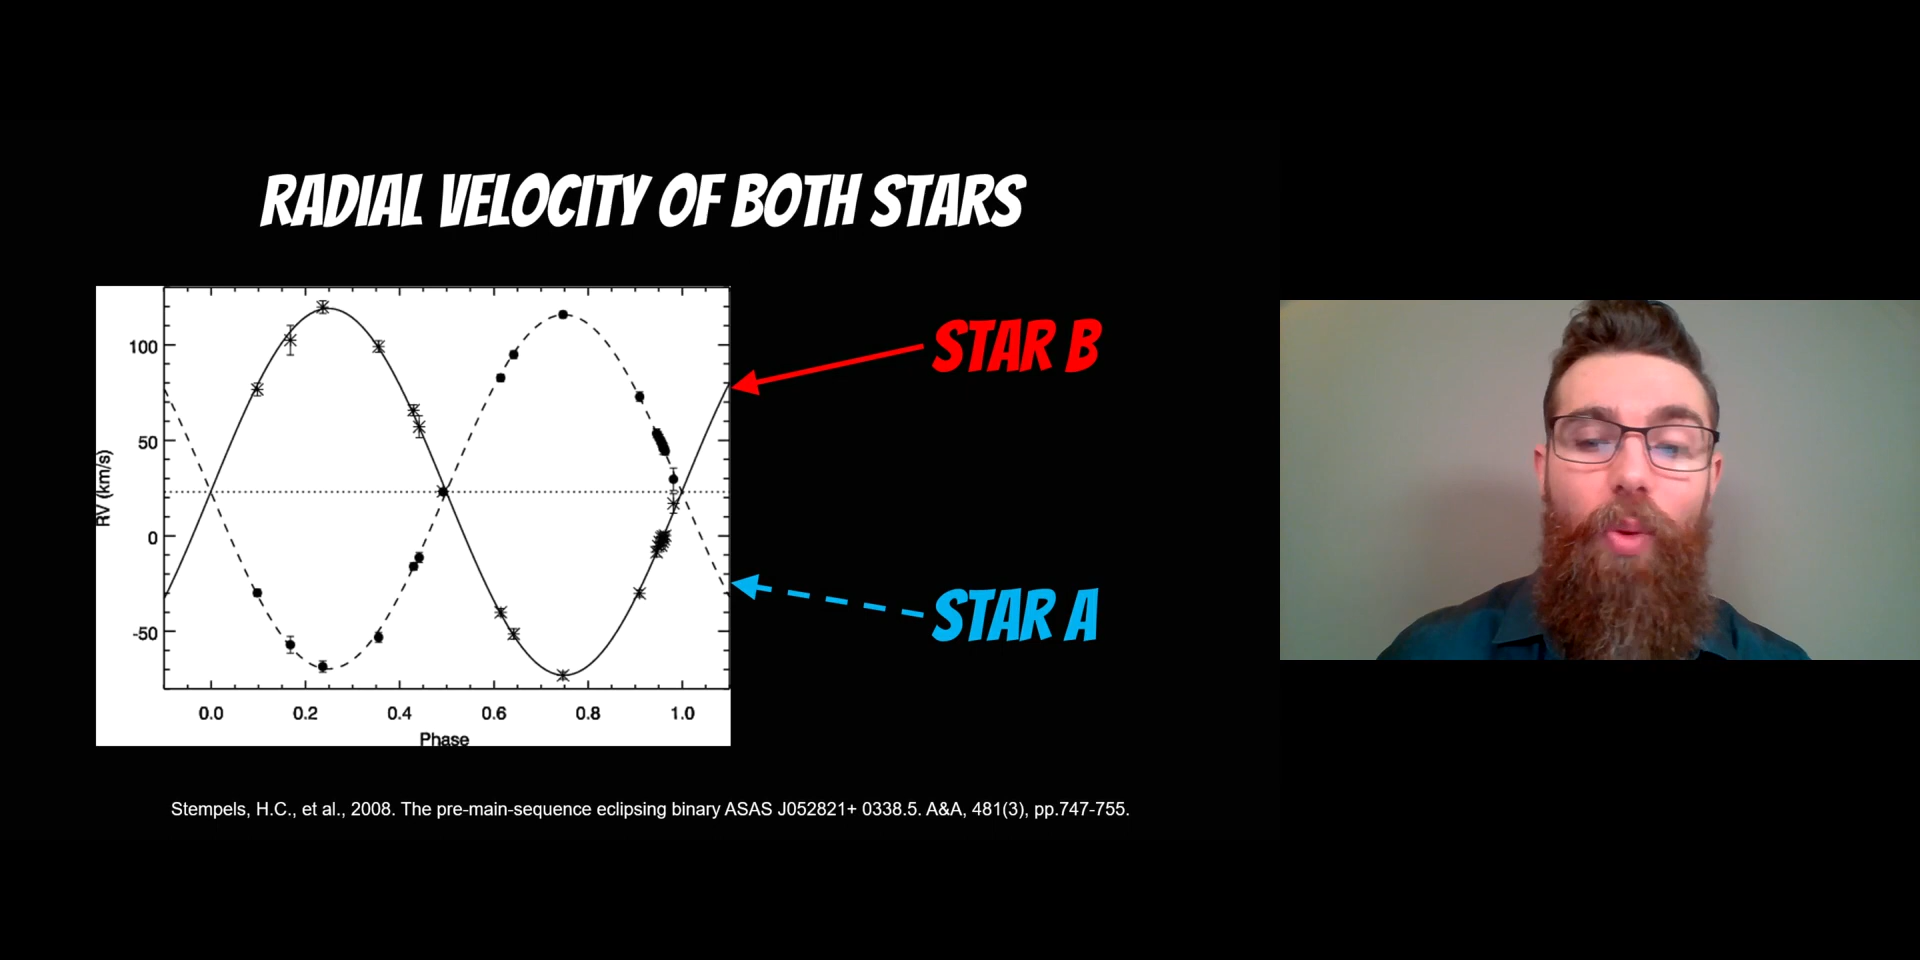 RADIAL VELOCITY OF BOTH STARS
100
50
0
-50
RV (km/s)
0.0 0.2 0.4 0.6 0.8 1.0
Phase
STAR B
STAR A
Stempels, H.C., et al., 2008. The pre-main-sequence eclipsing binary ASAS J052821+ 0338.5. A&A, 481(3), pp.747-755.